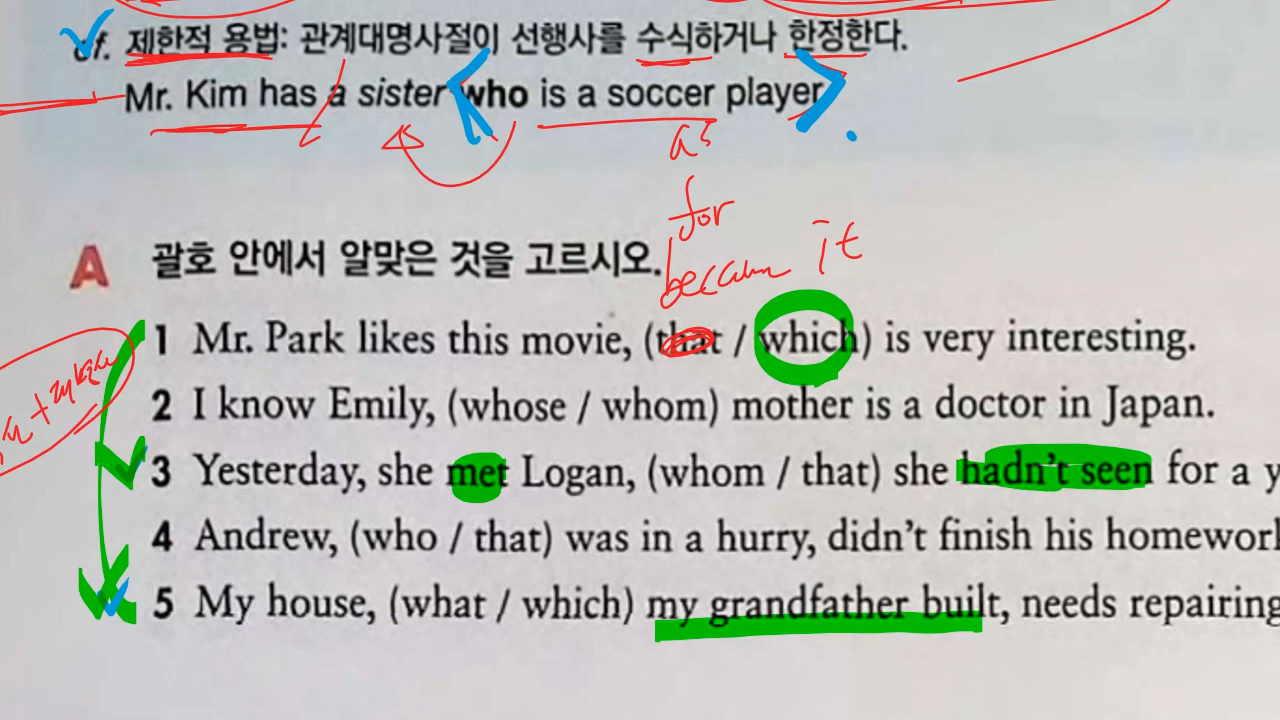 cf. 제한적 용법: 관계대명사절이 선행사를 수식하거나 한정한다.
Mr. Kim has a sister who is a soccer player.
as
for
because it
A 괄호 안에서 알맞은 것을 고르시오.
1 Mr. Park likes this movie, (that / which) is very interesting.
2 I know Emily, (whose / whom) mother is a doctor in Japan.
3 Yesterday, she met Logan, (whom / that) she hadn't seen for a y
4 Andrew, (who / that) was in a hurry, didn't finish his homework
5 My house, (what / which) my grandfather built, needs repairing